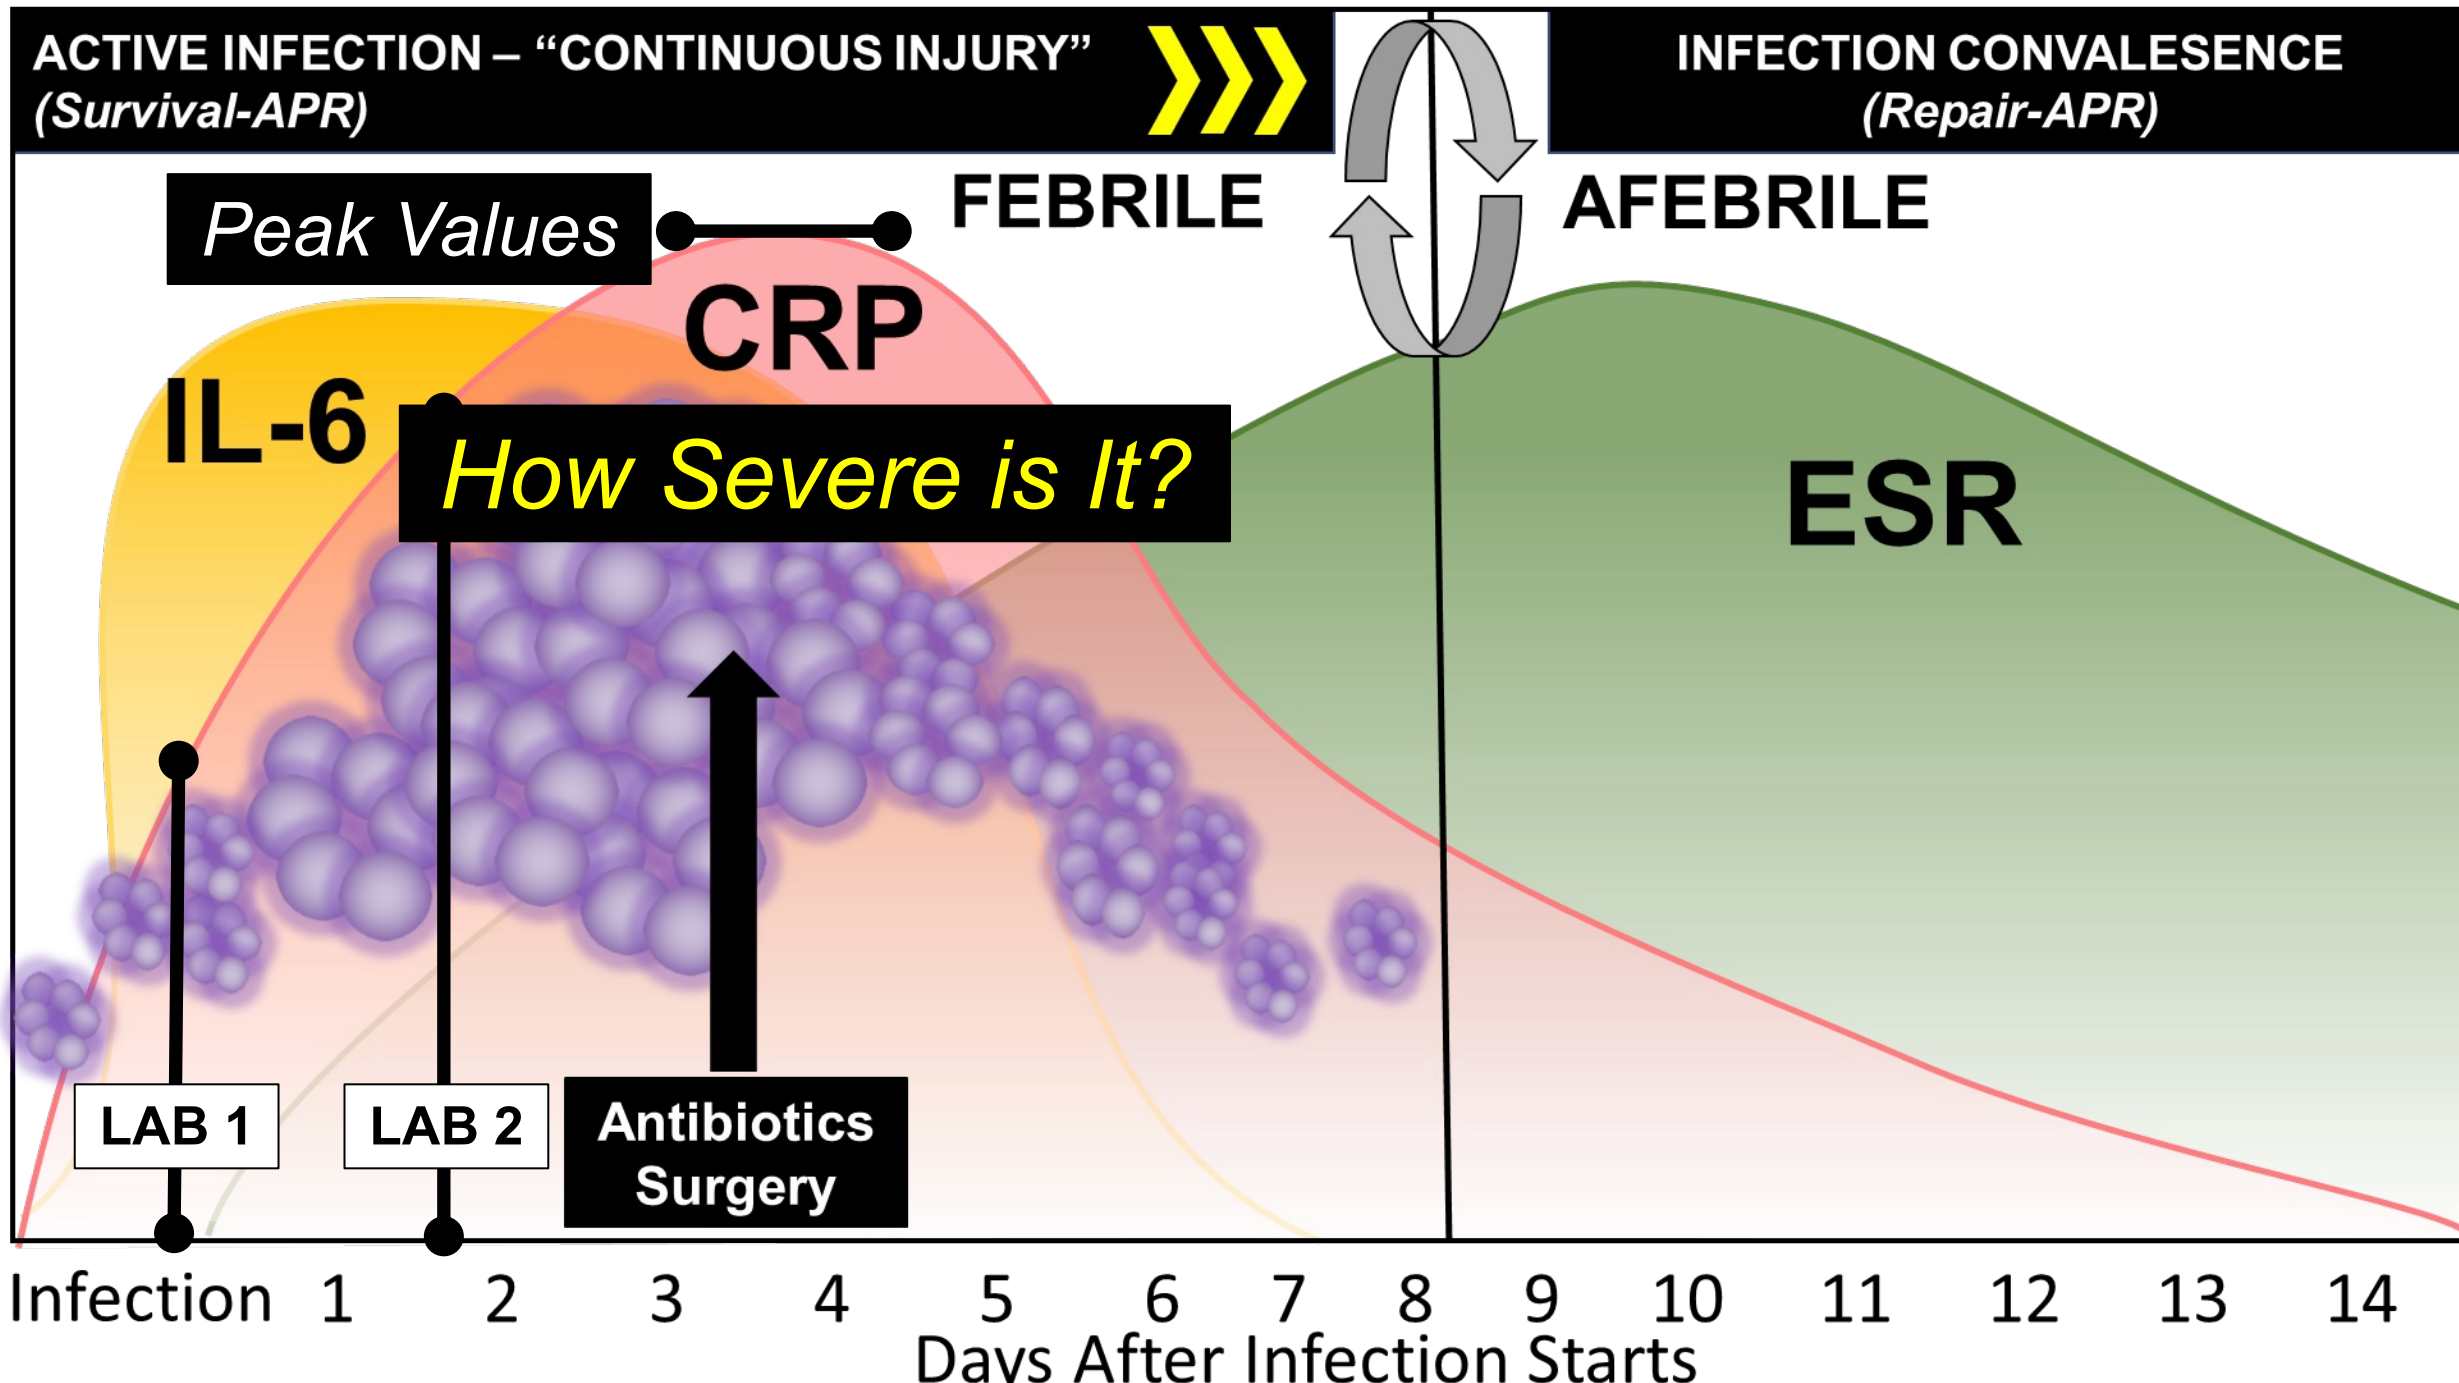 ACTIVE INFECTION – “CONTINUOUS INJURY”
(Survival-APR)
INFECTION CONVALESENCE
(Repair-APR)
FEBRILE
AFEBRILE
Peak Values
CRP
IL-6
How Severe is It?
ESR
LAB 1
LAB 2
Antibiotics
Surgery
Infection 1 2 3 4 5 6 7 8 9 10 11 12 13 14
Days After Infection Starts